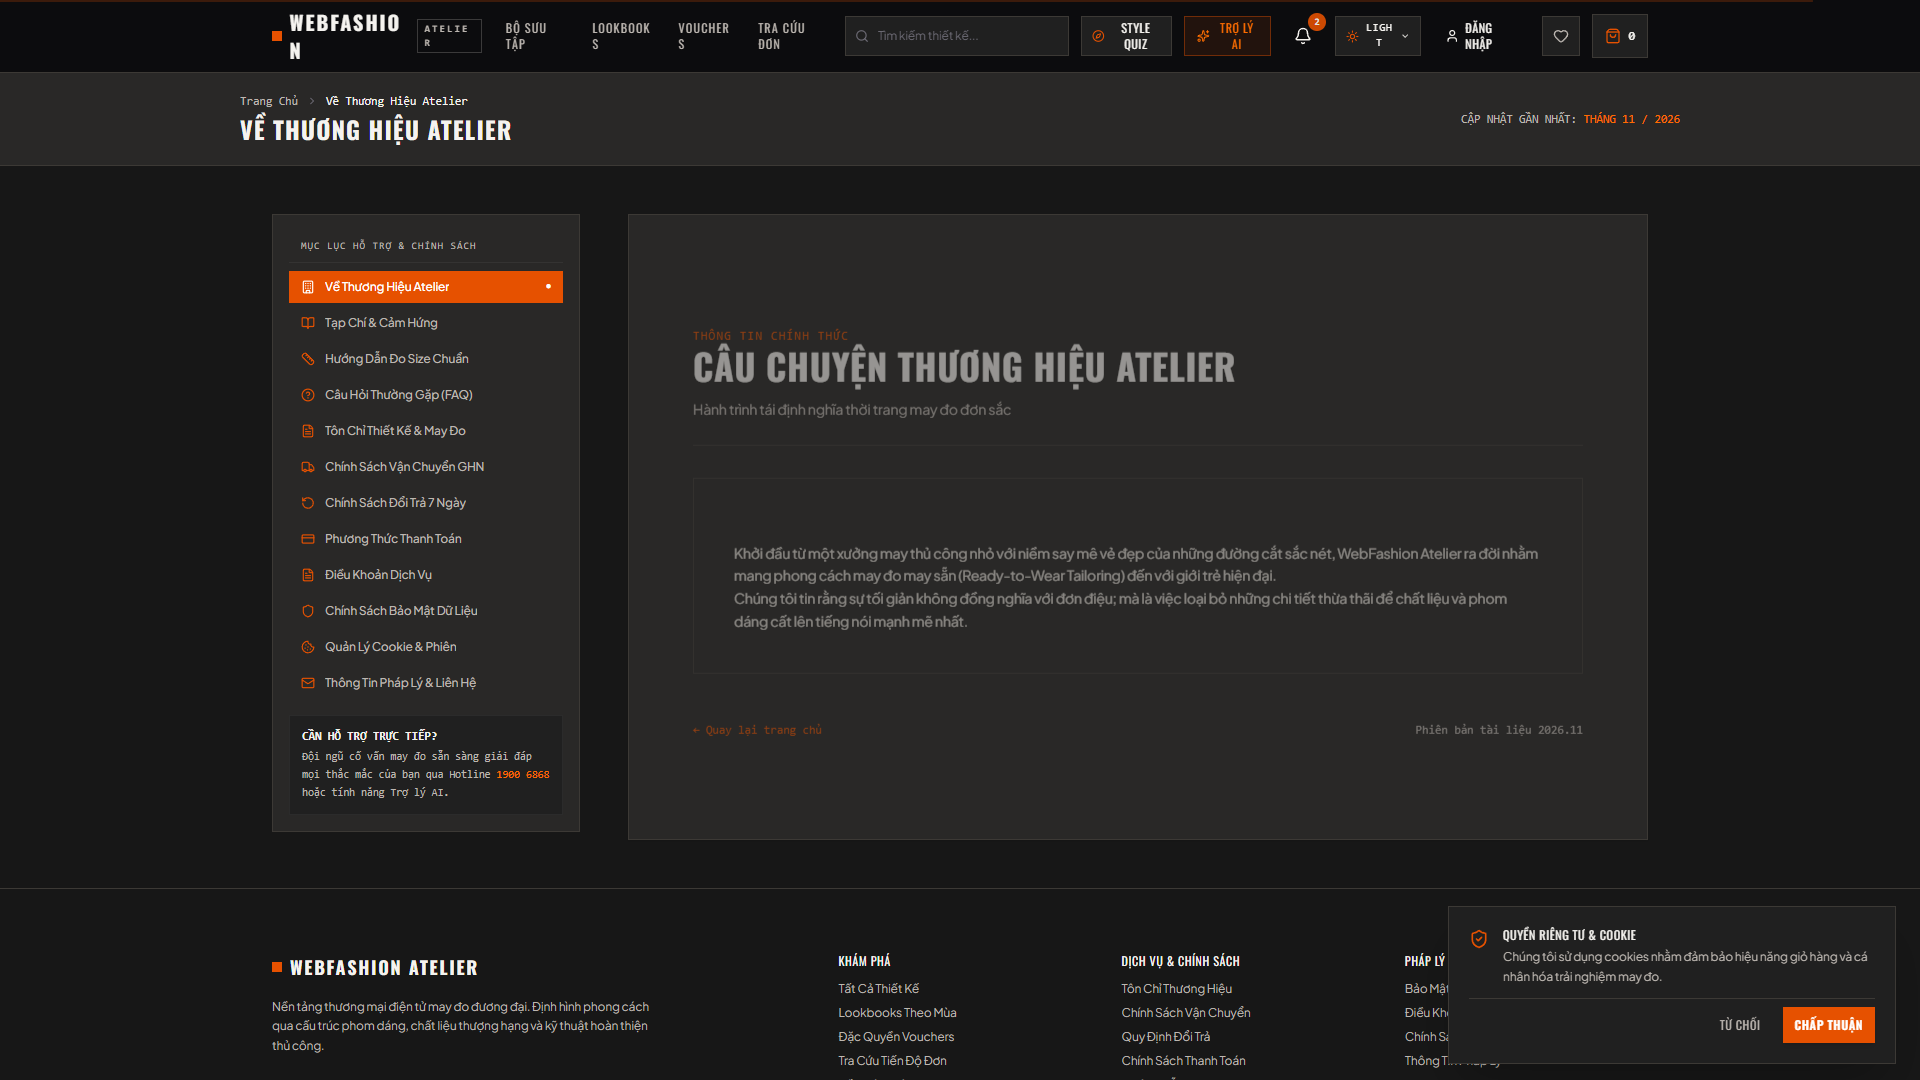 WEBFASHIO
N
ATELIE
R
BỘ SƯU
TẬP
LOOKBOOK
S
VOUCHER
S
TRA CỨU
ĐƠN
Tìm kiếm thiết kế...
STYLE
QUIZ
TRỢ LÝ
AI
2
LIGH
T
ĐĂNG
NHẬP
0
Trang Chủ > Về Thương Hiệu Atelier
VỀ THƯƠNG HIỆU ATELIER
CẬP NHẬT GẦN NHẤT: THÁNG 11 / 2026
MỤC LỤC HỖ TRỢ & CHÍNH SÁCH
Về Thương Hiệu Atelier
Tạp Chí & Cảm Hứng
Hướng Dẫn Đo Size Chuẩn
Câu Hỏi Thường Gặp (FAQ)
Tôn Chỉ Thiết Kế & May Đo
Chính Sách Vận Chuyển GHN
Chính Sách Đổi Trả 7 Ngày
Phương Thức Thanh Toán
Điều Khoản Dịch Vụ
Chính Sách Bảo Mật Dữ Liệu
Quản Lý Cookie & Phiên
Thông Tin Pháp Lý & Liên Hệ
CẦN HỖ TRỢ TRỰC TIẾP?
Đội ngũ cố vấn may đo sẵn sàng giải đáp
mọi thắc mắc của bạn qua Hotline 1900 6868
hoặc tính năng Trợ lý AI.
THÔNG TIN CHÍNH THỨC
CÂU CHUYỆN THƯƠNG HIỆU ATELIER
Hành trình tái định nghĩa thời trang may đo đơn sắc
Khởi đầu từ một xưởng may thủ công nhỏ với niềm say mê vẻ đẹp của những đường cắt sắc nét, WebFashion Atelier ra đời nhằm
mang phong cách may đo may sẵn (Ready-to-Wear Tailoring) đến với giới trẻ hiện đại.
Chúng tôi tin rằng sự tối giản không đồng nghĩa với đơn điệu; mà là việc loại bỏ những chi tiết thừa thãi để chất liệu và phom
dáng cất lên tiếng nói mạnh mẽ nhất.
← Quay lại trang chủ
Phiên bản tài liệu 2026.11
WEBFASHION ATELIER
Nền tảng thương mại điện tử may đo đương đại. Định hình phong cách
qua cấu trúc phom dáng, chất liệu thượng hạng và kỹ thuật hoàn thiện
thủ công.
KHÁM PHÁ
Tất Cả Thiết Kế
Lookbooks Theo Mùa
Đặc Quyền Vouchers
Tra Cứu Tiến Độ Đơn
DỊCH VỤ & CHÍNH SÁCH
Tôn Chỉ Thương Hiệu
Chính Sách Vận Chuyển
Quy Định Đổi Trả
Chính Sách Thanh Toán
PHÁP LÝ
Bảo Mật
Điều Kh
Chính Sá
Thông T
QUYỀN RIÊNG TƯ & COOKIE
Chúng tôi sử dụng cookies nhằm đảm bảo hiệu năng giỏ hàng và cá
nhân hóa trải nghiệm may đo.
TỪ CHỐI
CHẤP THUẬN